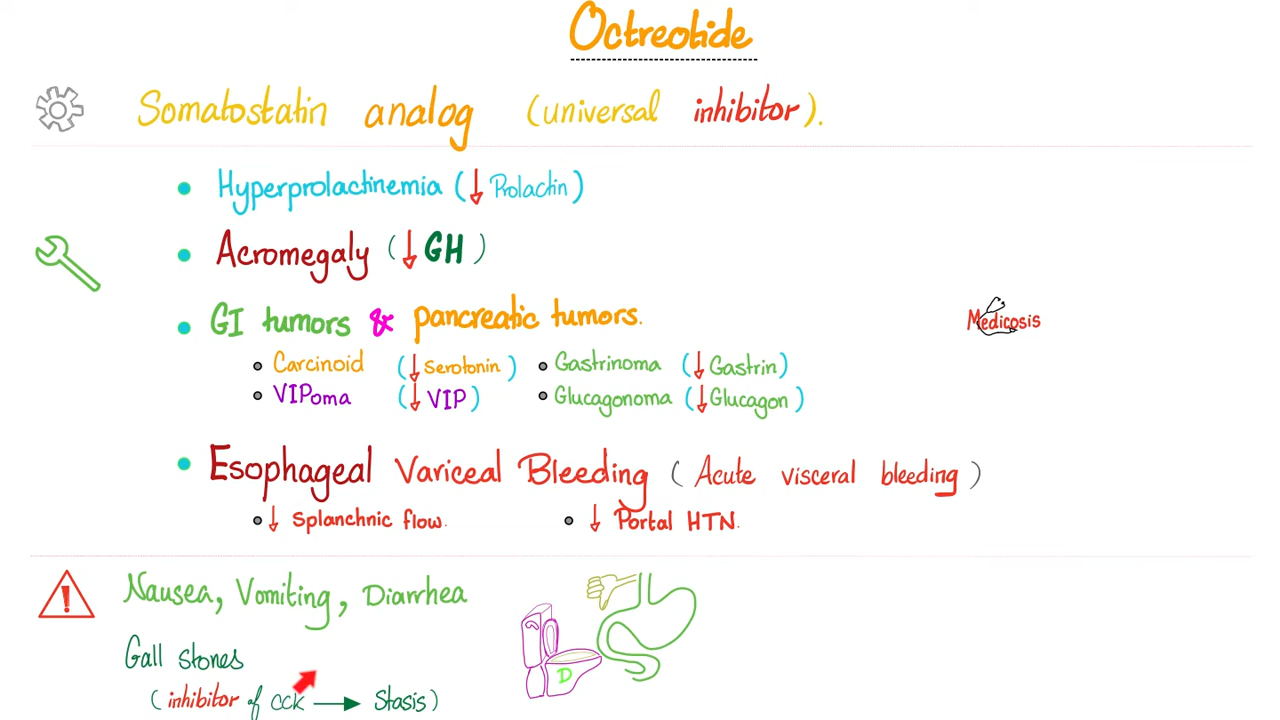 Octreotide
Somatostatin analog (universal inhibitor).
Hyperprolactinemia (↓ Prolactin)
Acromegaly (↓ GH)
Medicosis
GI tumors & pancreatic tumors.
Carcinoid (↓ Serotonin) Gastrinoma (↓ Gastrin)
VIPoma (↓ VIP) Glucagonoma (↓ Glucagon)
Esophageal Variceal Bleeding (Acute visceral bleeding)
↓ Splanchnic flow. ↓ Portal HTN.
Nausea, Vomiting, Diarrhea
Gall stones
(inhibitor of CCK → Stasis)
D